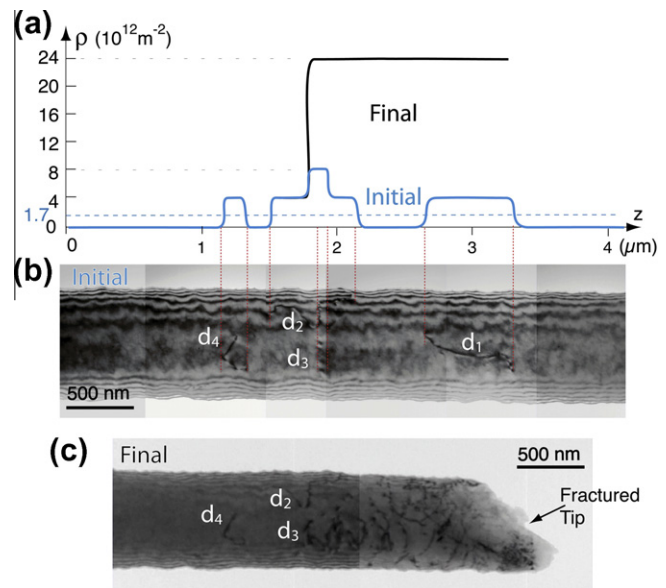 (a)
ρ (10¹²m⁻²)
24
20
16
12
8
4
1.7
0
Final
Initial
z
0
1
2
3
4 (µm)
(b)
Initial
d₄
d₂
d₃
d₁
500 nm
(c)
Final
500 nm
d₂
d₄
d₃
Fractured
Tip